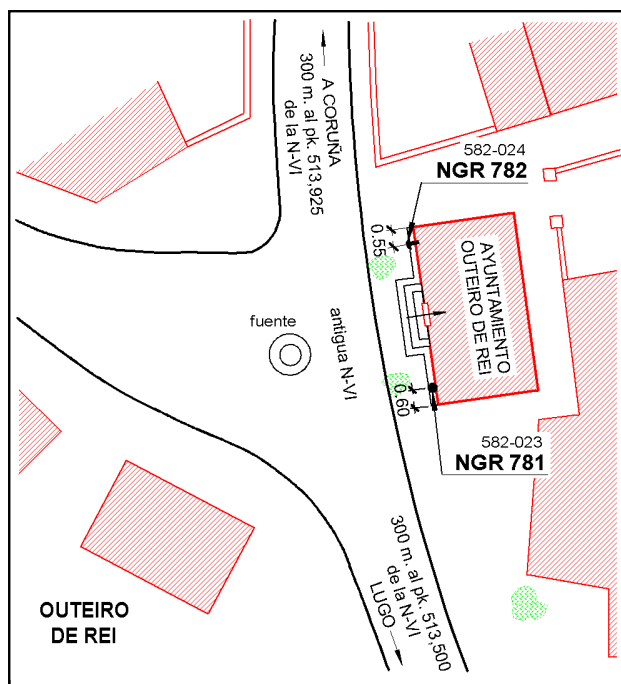 A CORUÑA
300 m. al pk. 513,925
de la N-VI
582-024
NGR 782
0.55
AYUNTAMIENTO
OUTEIRO DE REI
fuente
antigua N-VI
0.60
582-023
NGR 781
300 m. al pk. 513,500
de la N-VI
LUGO
OUTEIRO
DE REI